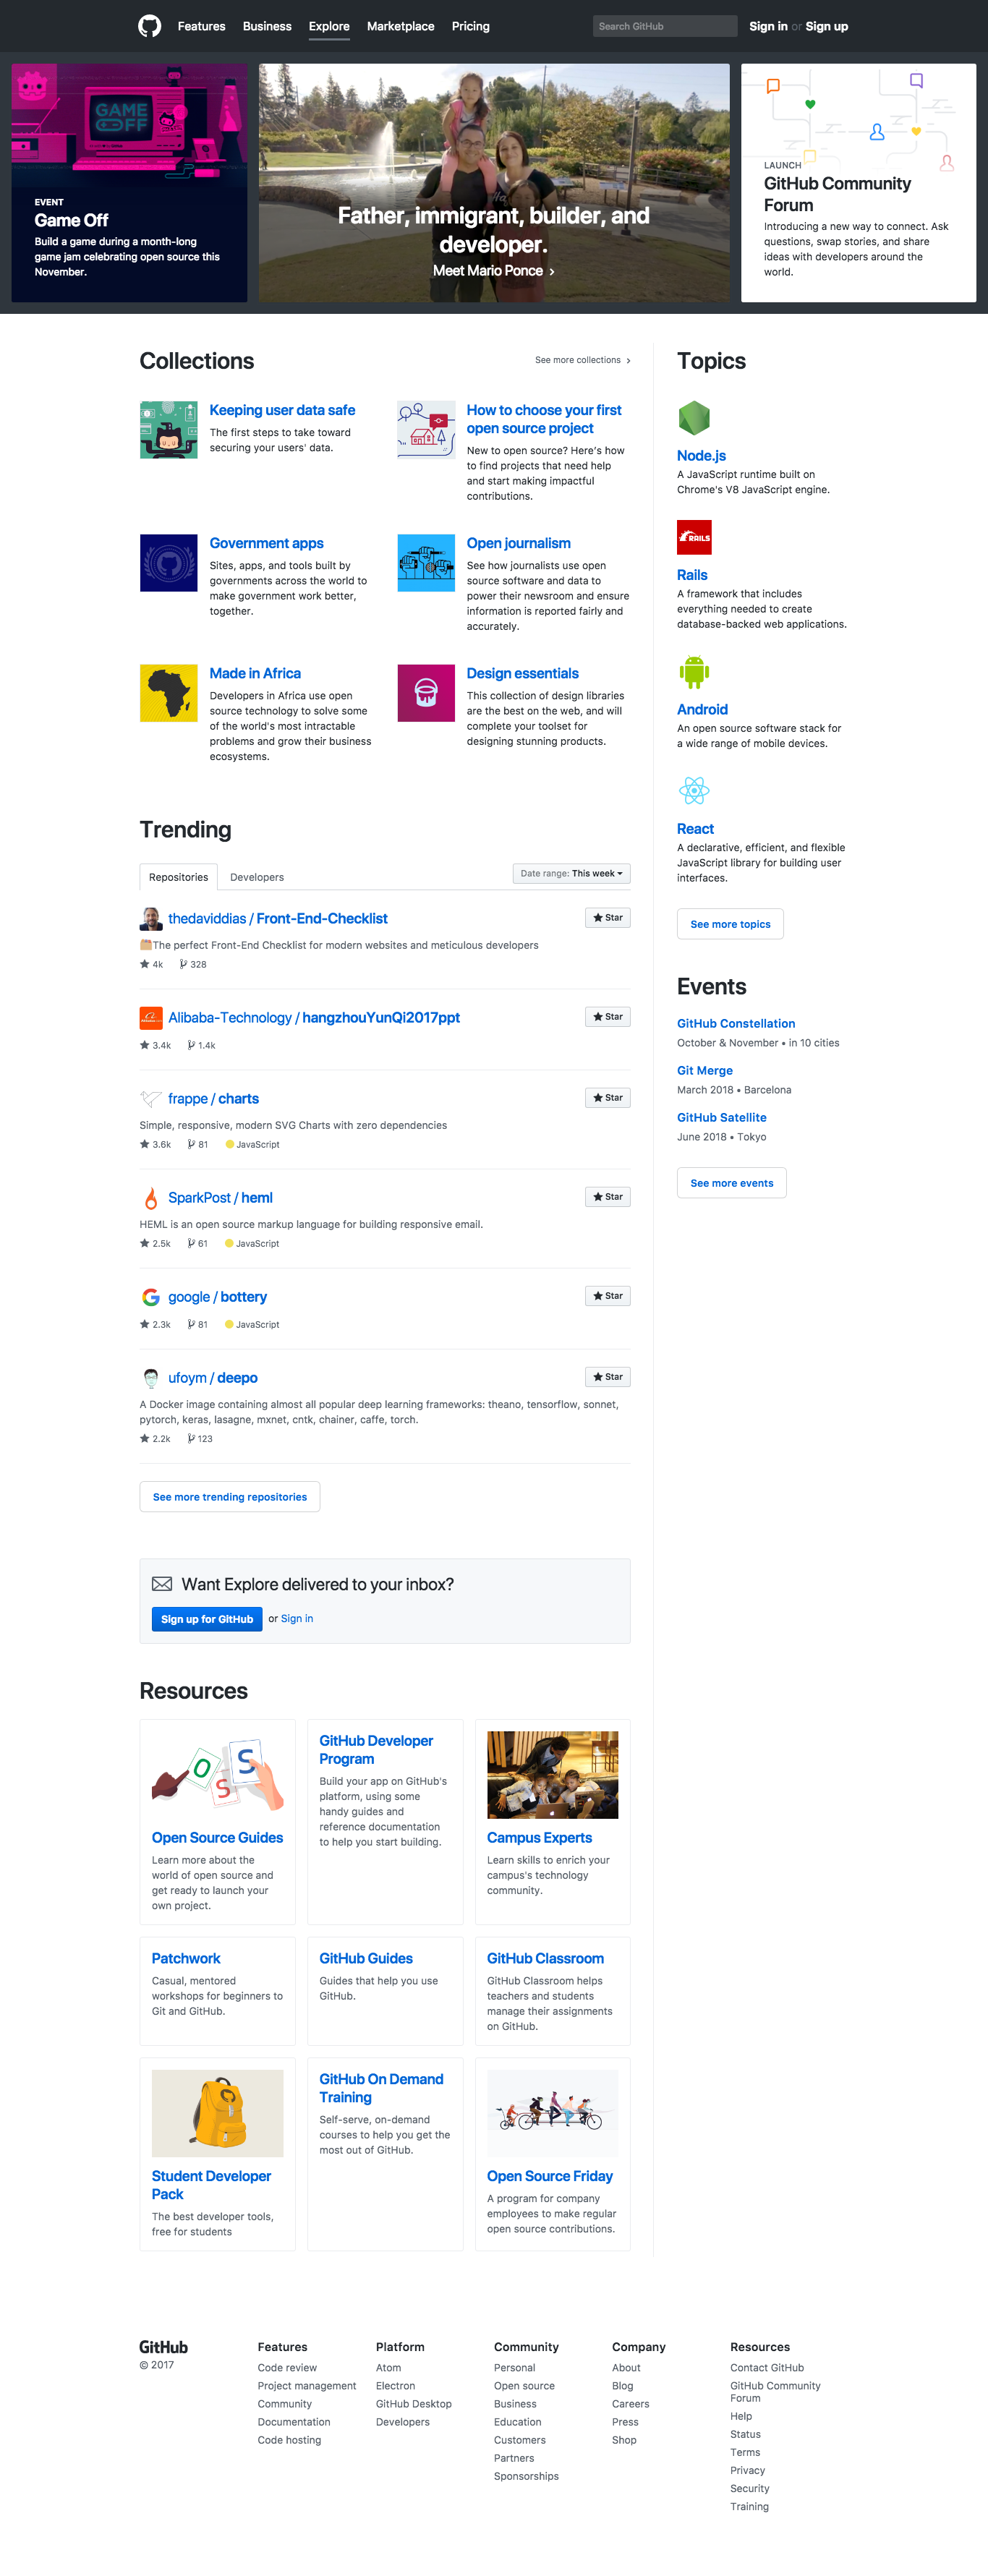 Features Business Explore Marketplace Pricing Search GitHub Sign in or Sign up
GAME
OFF
EVENT
Game Off
Build a game during a month-long
game jam celebrating open source this
November.
Father, immigrant, builder, and
developer.
Meet Mario Ponce
LAUNCH
GitHub Community
Forum
Introducing a new way to connect. Ask
questions, swap stories, and share
ideas with developers around the
world.
Collections
See more collections
Keeping user data safe
The first steps to take toward
securing your users' data.
How to choose your first
open source project
New to open source? Here's how
to find projects that need help
and start making impactful
contributions.
Government apps
Sites, apps, and tools built by
governments across the world to
make government work better,
together.
Open journalism
See how journalists use open
source software and data to
power their newsroom and ensure
information is reported fairly and
accurately.
Made in Africa
Developers in Africa use open
source technology to solve some
of the world's most intractable
problems and grow their business
ecosystems.
Design essentials
This collection of design libraries
are the best on the web, and will
complete your toolset for
designing stunning products.
Trending
Repositories Developers Date range: This week
thedaviddias / Front-End-Checklist
Star
The perfect Front-End Checklist for modern websites and meticulous developers
4k 328
Alibaba-Technology / hangzhouYunQi2017ppt
Star
3.4k 1.4k
frappe / charts
Star
Simple, responsive, modern SVG Charts with zero dependencies
3.6k 81 JavaScript
SparkPost / heml
Star
HEML is an open source markup language for building responsive email.
2.5k 61 JavaScript
google / bottery
Star
2.3k 81 JavaScript
ufoym / deepo
Star
A Docker image containing almost all popular deep learning frameworks: theano, tensorflow, sonnet,
pytorch, keras, lasagne, mxnet, cntk, chainer, caffe, torch.
2.2k 123
See more trending repositories
Want Explore delivered to your inbox?
Sign up for GitHub or Sign in
Resources
O S S
Open Source Guides
Learn more about the
world of open source and
get ready to launch your
own project.
GitHub Developer
Program
Build your app on GitHub's
platform, using some
handy guides and
reference documentation
to help you start building.
Campus Experts
Learn skills to enrich your
campus's technology
community.
Patchwork
Casual, mentored
workshops for beginners to
Git and GitHub.
GitHub Guides
Guides that help you use
GitHub.
GitHub Classroom
GitHub Classroom helps
teachers and students
manage their assignments
on GitHub.
Student Developer
Pack
The best developer tools,
free for students
GitHub On Demand
Training
Self-serve, on-demand
courses to help you get the
most out of GitHub.
Open Source Friday
A program for company
employees to make regular
open source contributions.
Topics
Node.js
A JavaScript runtime built on
Chrome's V8 JavaScript engine.
RAILS
Rails
A framework that includes
everything needed to create
database-backed web applications.
Android
An open source software stack for
a wide range of mobile devices.
React
A declarative, efficient, and flexible
JavaScript library for building user
interfaces.
See more topics
Events
GitHub Constellation
October & November • in 10 cities
Git Merge
March 2018 • Barcelona
GitHub Satellite
June 2018 • Tokyo
See more events
GitHub
© 2017
Features
Code review
Project management
Community
Documentation
Code hosting
Platform
Atom
Electron
GitHub Desktop
Developers
Community
Personal
Open source
Business
Education
Customers
Partners
Sponsorships
Company
About
Blog
Careers
Press
Shop
Resources
Contact GitHub
GitHub Community
Forum
Help
Status
Terms
Privacy
Security
Training